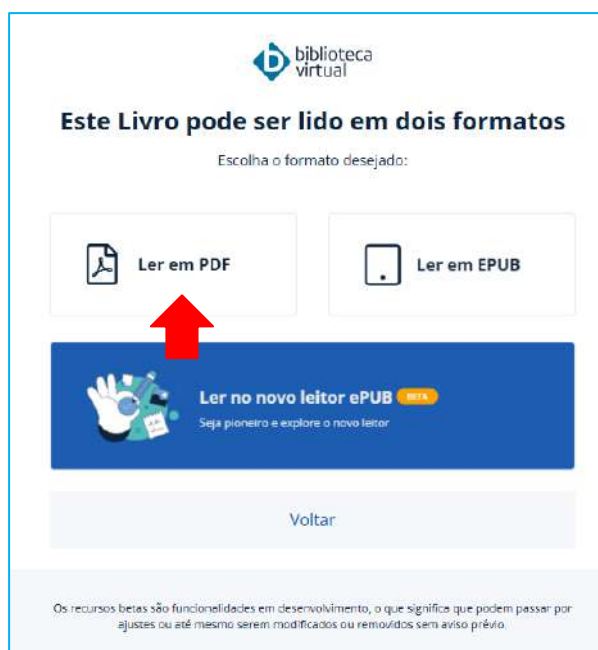 biblioteca
virtual
Este Livro pode ser lido em dois formatos
Escolha o formato desejado:
Ler em PDF
Ler em EPUB
Ler no novo leitor ePUB BETA
Seja pioneiro e explore o novo leitor
Voltar
Os recursos betas são funcionalidades em desenvolvimento, o que significa que podem passar por
ajustes ou até mesmo serem modificados ou removidos sem aviso prévio.